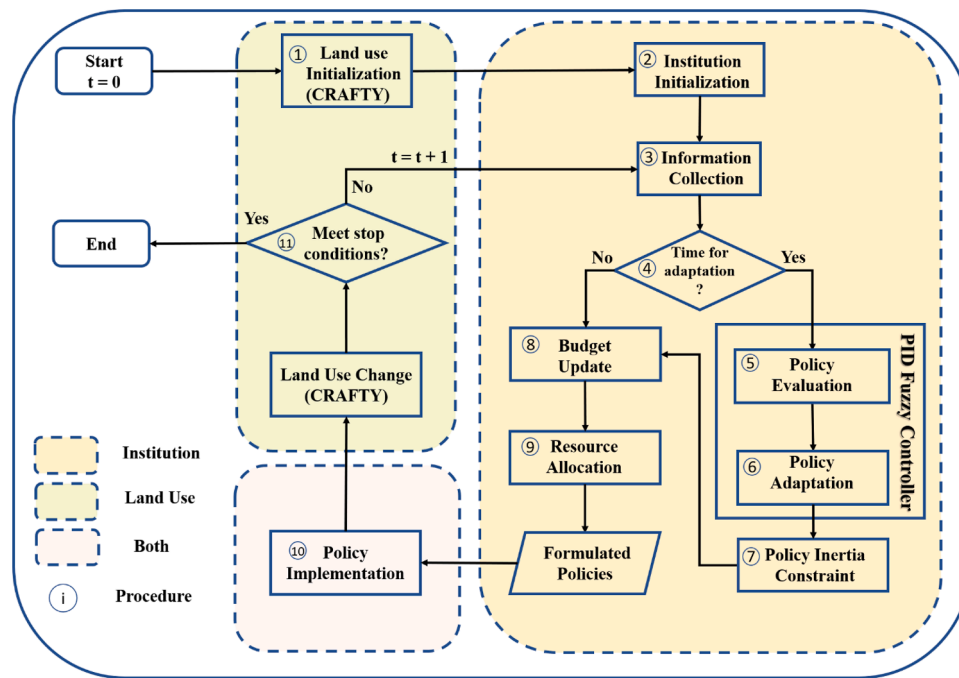 Start
t = 0
① Land use
Initialization
(CRAFTY)
② Institution
Initialization
t = t + 1
③ Information
Collection
No
Yes
⑪ Meet stop
conditions?
End
④ Time for
adaptation
?
No
Yes
PID Fuzzy Controller
⑤ Policy
Evaluation
⑥ Policy
Adaptation
⑦ Policy Inertia
Constraint
⑧ Budget
Update
⑨ Resource
Allocation
Formulated
Policies
⑩ Policy
Implementation
Land Use Change
(CRAFTY)
Institution
Land Use
Both
ⓘ Procedure